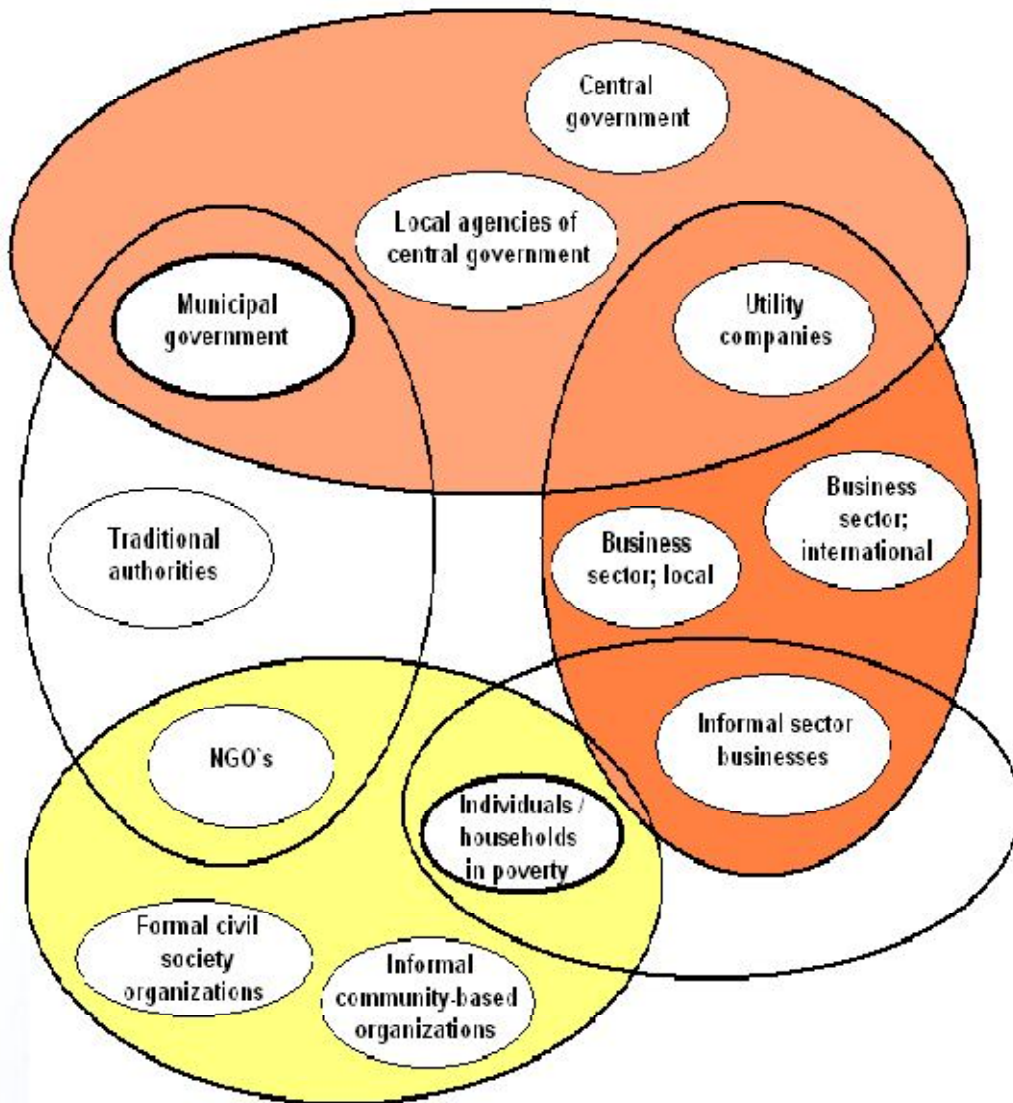 Central
government
Local agencies of
central government
Municipal
government
Utility
companies
Business
sector;
international
Traditional
authorities
Business
sector; local
NGO`s
Informal sector
businesses
Individuals /
households
in poverty
Formal civil
society
organizations
Informal
community-based
organizations